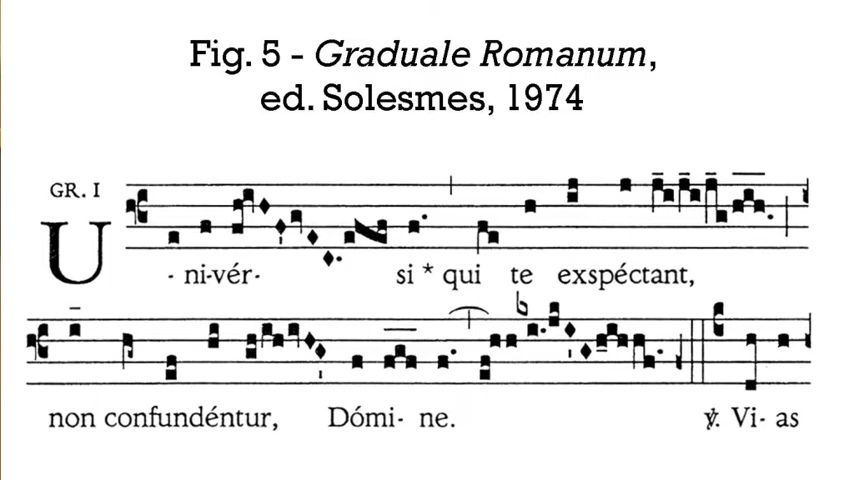 Fig. 5 - Graduale Romanum,
ed. Solesmes, 1974
GR. I
U - ni-vér- si * qui te exspéctant,
non confundéntur, Dómi- ne. ℣. Vi- as